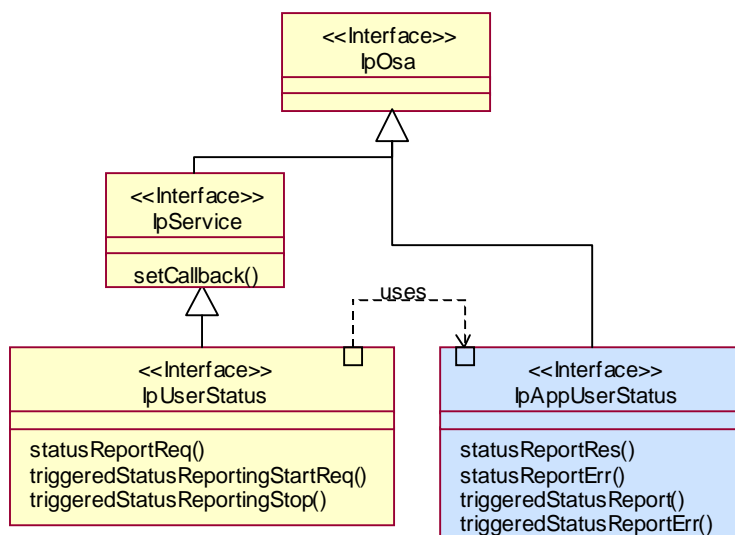 <<Interface>>
IpOsa
<<Interface>>
IpService
setCallback()
uses
<<Interface>>
IpUserStatus
statusReportReq()
triggeredStatusReportingStartReq()
triggeredStatusReportingStop()
<<Interface>>
IpAppUserStatus
statusReportRes()
statusReportErr()
triggeredStatusReport()
triggeredStatusReportErr()